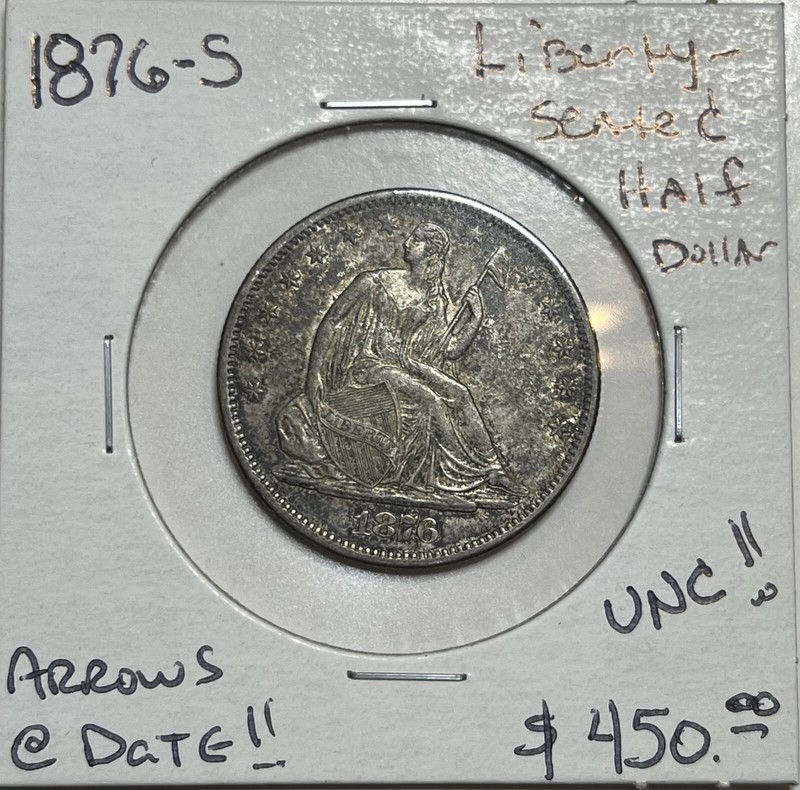 1876-S
Liberty-
Seated
Half
Dollar
LIBERTY
1876
UNC!!
ARROWS
@ DATE!!
$450.00